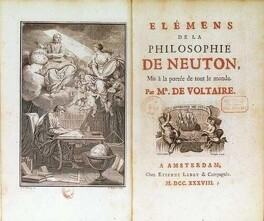 ELÉMENS
DE LA
PHILOSOPHIE
DE NEUTON,
Mis à la portée de tout le monde.
Par Mr. DE VOLTAIRE.
A AMSTERDAM,
Chez ETIENNE LEDET & Compagnie.
M. DCC. XXXVIII.